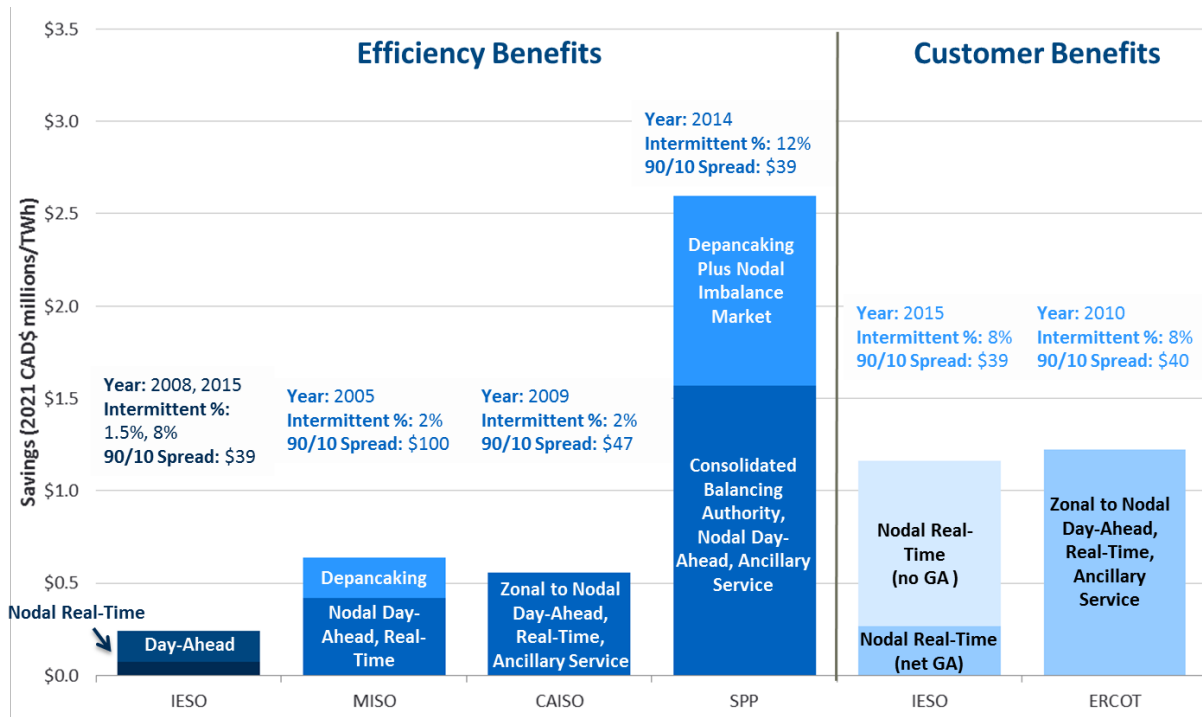 Efficiency Benefits
Customer Benefits
Savings (2021 CAD$ millions/TWh)
$3.5
$3.0
$2.5
$2.0
$1.5
$1.0
$0.5
$0.0
Year: 2008, 2015
Intermittent %:
1.5%, 8%
90/10 Spread: $39
Nodal Real-Time
Day-Ahead
IESO
Year: 2005
Intermittent %: 2%
90/10 Spread: $100
Depancaking
Nodal Day-
Ahead, Real-
Time
MISO
Year: 2009
Intermittent %: 2%
90/10 Spread: $47
Zonal to Nodal
Day-Ahead,
Real-Time,
Ancillary Service
CAISO
Year: 2014
Intermittent %: 12%
90/10 Spread: $39
Depancaking
Plus Nodal
Imbalance
Market
Consolidated
Balancing
Authority,
Nodal Day-
Ahead, Ancillary
Service
SPP
Year: 2015
Intermittent %: 8%
90/10 Spread: $39
Nodal Real-
Time
(no GA )
Nodal Real-Time
(net GA)
IESO
Year: 2010
Intermittent %: 8%
90/10 Spread: $40
Zonal to Nodal
Day-Ahead,
Real-Time,
Ancillary
Service
ERCOT